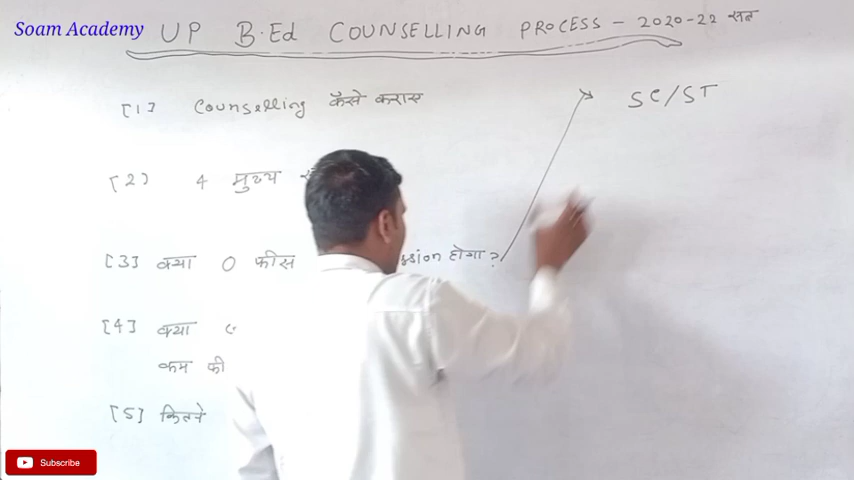 Soam Academy
UP B.Ed COUNSELLING PROCESS - 2020-22 सत्र
[1] Counselling कैसे कराएं
SC/ST
[2) 4 मुख्य
[3] क्या 0 फीस ssion होगा?
[4] क्या
कम फी
[5] कितने
Subscribe